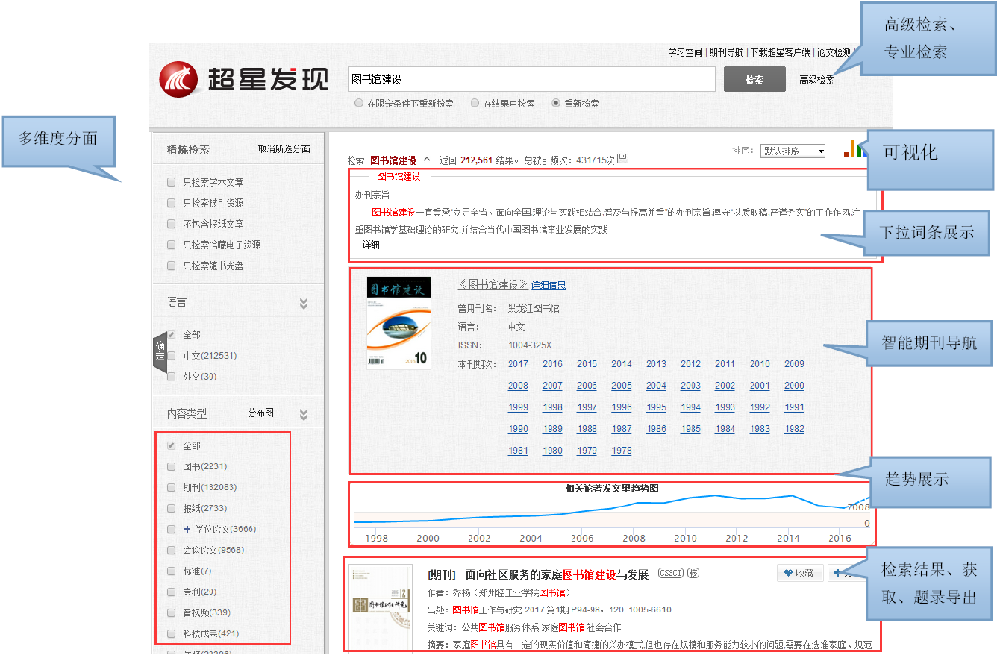 高级检索、
专业检索
学习空间 | 期刊导航 | 下载超星客户端 | 论文检测
超星发现
图书馆建设
检索
高级检索
在限定条件下重新检索 在结果中检索 重新检索
多维度分面
精炼检索 取消所选分面
只检索学术文章
只检索被引资源
不包含报纸文章
只检索馆藏电子资源
只检索随书光盘
语言
确定
全部
中文(212531)
外文(30)
内容类型 分布图
全部
图书(2231)
期刊(132083)
报纸(2733)
+ 学位论文(3666)
会议论文(9568)
标准(7)
专利(20)
音视频(339)
科技成果(421)
检索 图书馆建设 返回 212,561 结果。总被引频次：431715次
排序： 默认排序
可视化
图书馆建设
办刊宗旨
图书馆建设一直秉承“立足全省、面向全国,理论与实践相结合,普及与提高并重”的办刊宗旨,遵守“以质取稿,严谨务实”的工作作风,注
重图书馆学基础理论的研究,并结合当代中国图书馆事业发展的实践
详细
下拉词条展示
图书馆建设
2016 10
《图书馆建设》 详细信息
曾用刊名： 黑龙江图书馆
语言： 中文
ISSN： 1004-325X
本刊期次： 2017 2016 2015 2014 2013 2012 2011 2010 2009
2008 2007 2006 2005 2004 2003 2002 2001 2000
1999 1998 1997 1996 1995 1994 1993 1992 1991
1990 1989 1988 1987 1986 1985 1984 1983 1982
1981 1980 1979 1978
智能期刊导航
趋势展示
相关论著发文量趋势图
7008
0
1998 2000 2002 2004 2006 2008 2010 2012 2014 2016
[期刊] 面向社区服务的家庭图书馆建设与发展 CSSCI 核
收藏
作者：乔杨（郑州轻工业学院图书馆）
出处：图书馆工作与研究 2017 第1期 P94-98，120 1005-6610
关键词：公共图书馆服务体系 家庭图书馆 社会合作
摘要：家庭图书馆具有一定的现实价值和简捷的兴办模式,但也存在规模和服务能力较小的问题,需要在选准家庭、规范
检索结果、获
取、题录导出